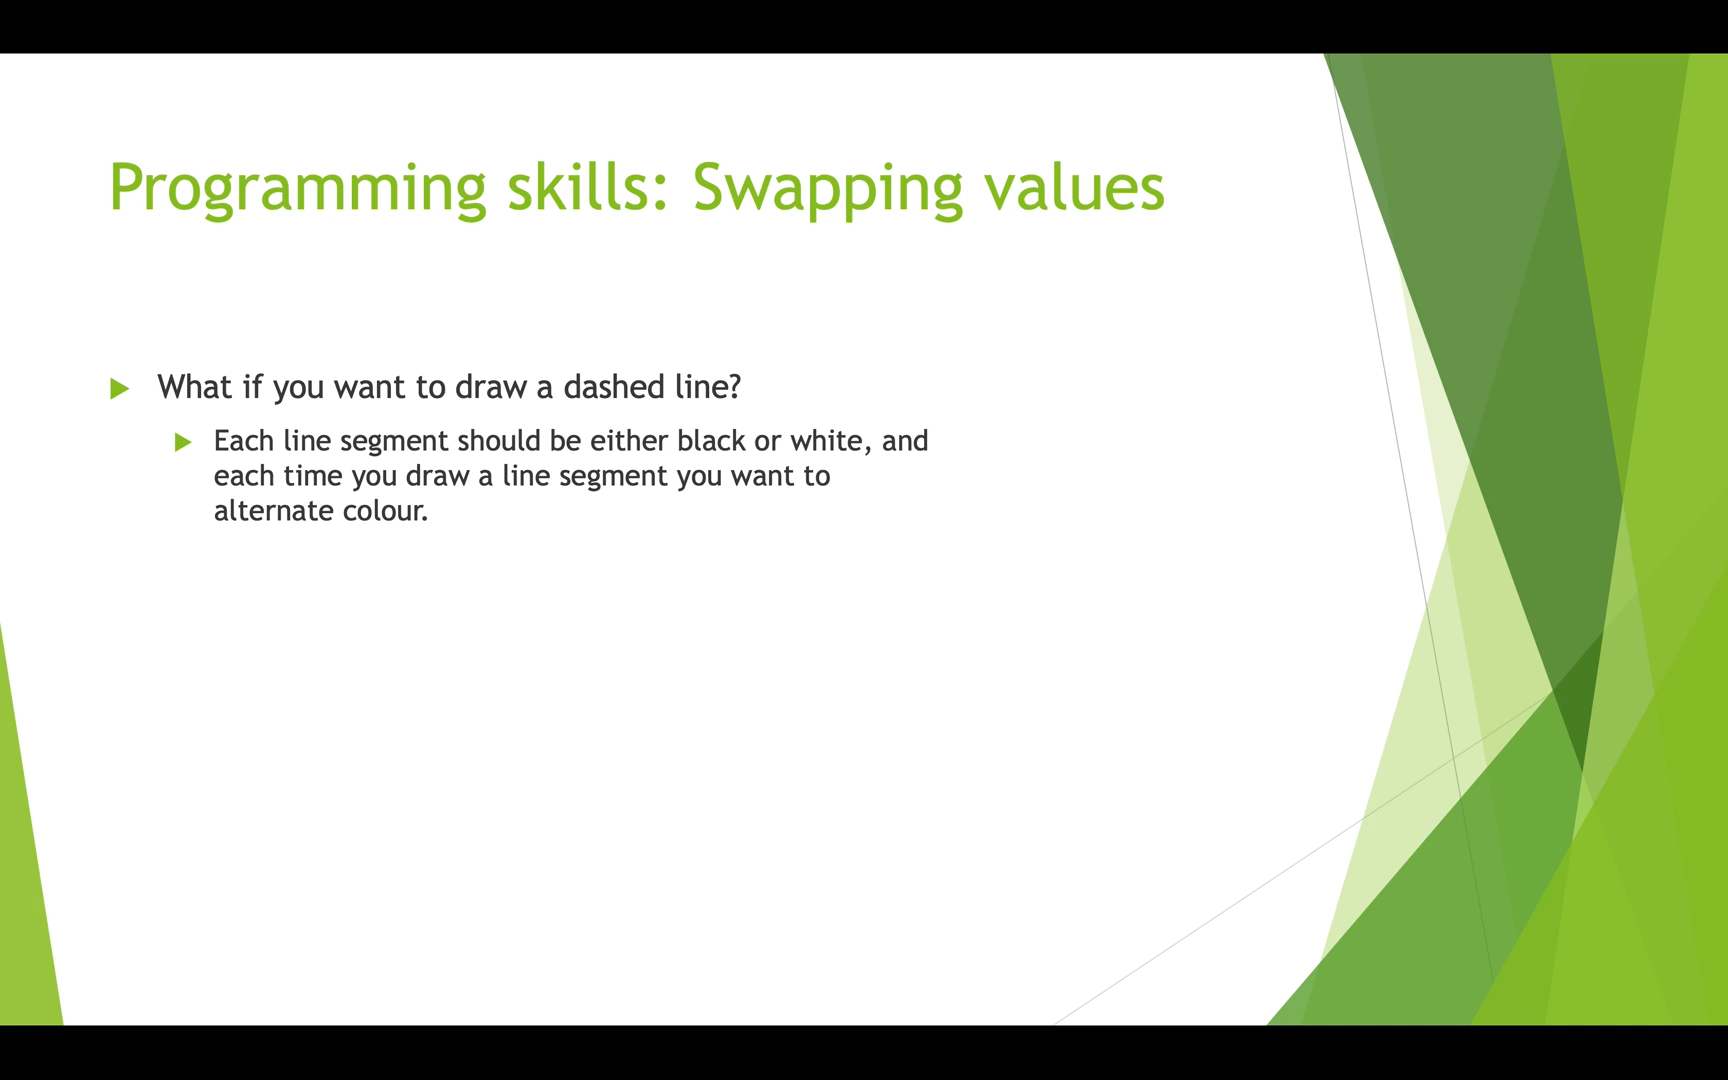 Programming skills: Swapping values
What if you want to draw a dashed line?
Each line segment should be either black or white, and
each time you draw a line segment you want to
alternate colour.